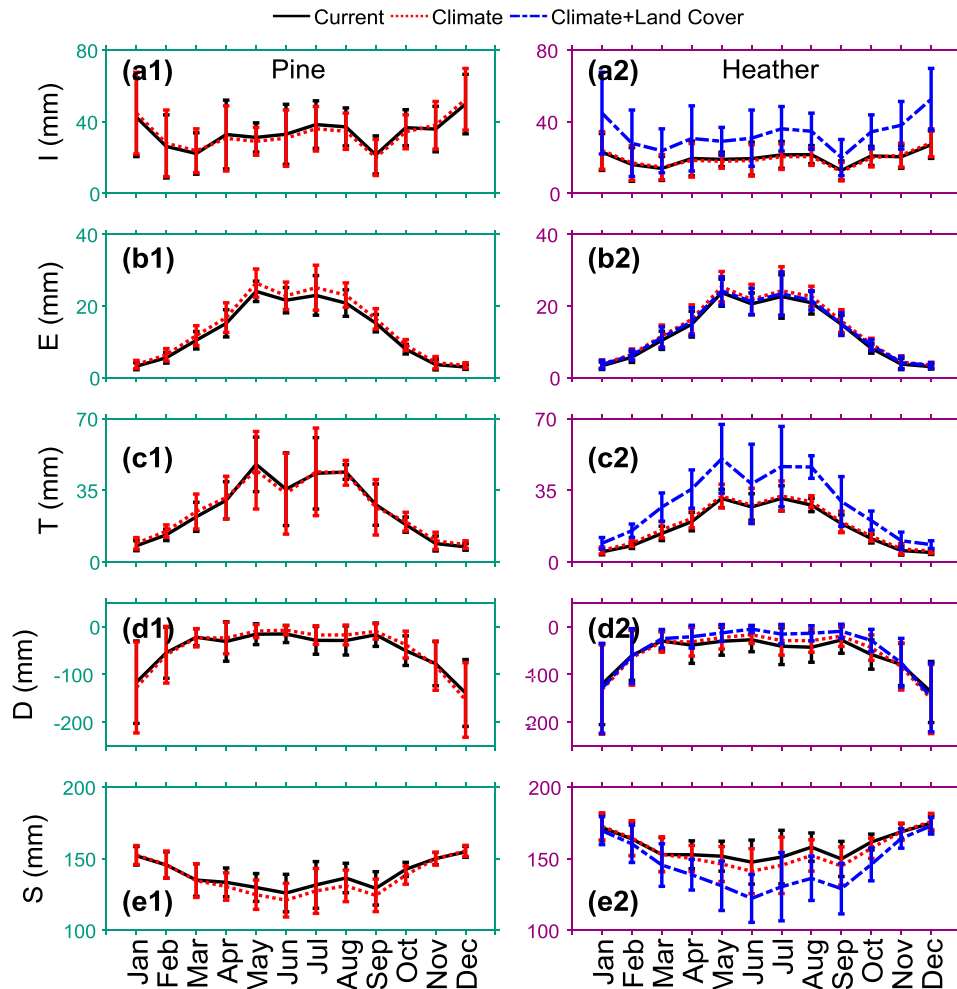 Current Climate Climate+Land Cover
(a1) Pine (a2) Heather
I (mm) 80 40 0 80 40 0
(b1) (b2)
E (mm) 40 20 0 40 20 0
(c1) (c2)
T (mm) 70 35 0 70 35 0
(d1) (d2)
D (mm) 0 -100 -200 0 -100 -200
S (mm) 200 150 100 200 150 100
(e1) (e2)
Jan Feb Mar Apr May Jun Jul Aug Sep Oct Nov Dec Jan Feb Mar Apr May Jun Jul Aug Sep Oct Nov Dec